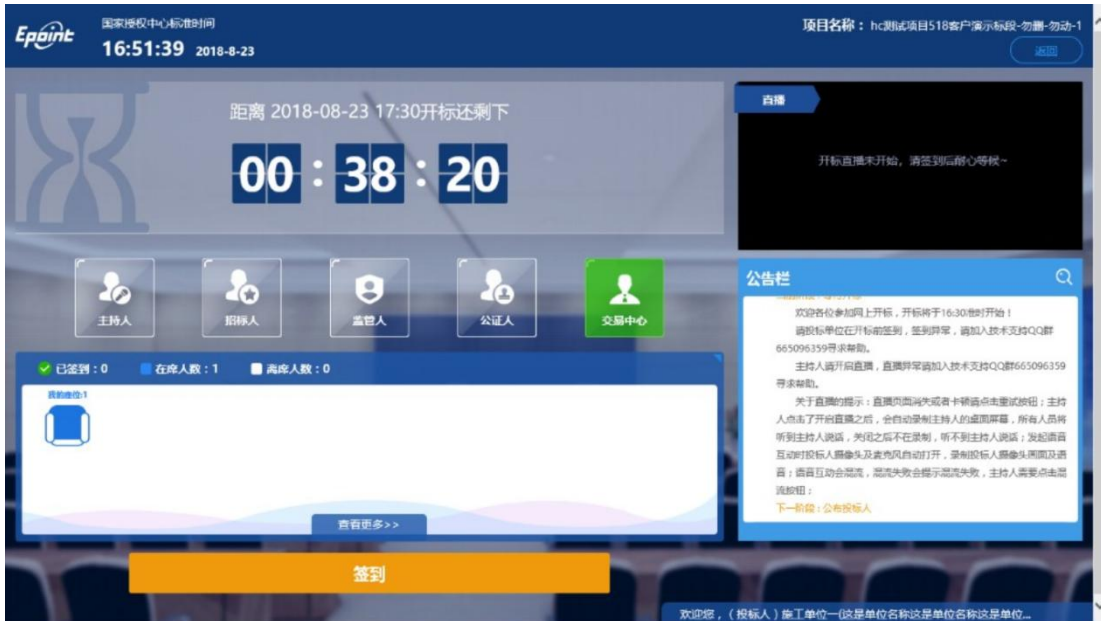 Epoint
国家授权中心标准时间
16:51:39 2018-8-23
项目名称：hc测试项目518客户演示标段-勿删-勿动-1
返回
距离 2018-08-23 17:30开标还剩下
00 : 38 : 20
直播
开标直播未开始，请签到后耐心等候~
主持人
招标人
监管人
公证人
交易中心
已签到：0
在席人数：1
离席人数：0
我的座位:1
查看更多>>
签到
公告栏
欢迎各位参加网上开标，开标将于16:30准时开始！
请投标单位在开标前签到，签到异常，请加入技术支持QQ群
665096359寻求帮助。
主持人请开启直播，直播异常请加入技术支持QQ群665096359
寻求帮助。
关于直播的提示：直播页面消失或者卡顿请点击重试按钮；主持
人点击了开启直播之后，会自动录制主持人的桌面屏幕，所有人员将
听到主持人说话，关闭之后不在录制，听不到主持人说话；发起语音
互动时投标人摄像头及麦克风自动打开，录制投标人摄像头画面及语
音；语音互动会混流，混流失败会提示混流失败，主持人需要点击混
流按钮；
下一阶段：公布投标人
欢迎您，（投标人）施工单位一(这是单位名称这是单位名称这是单位...